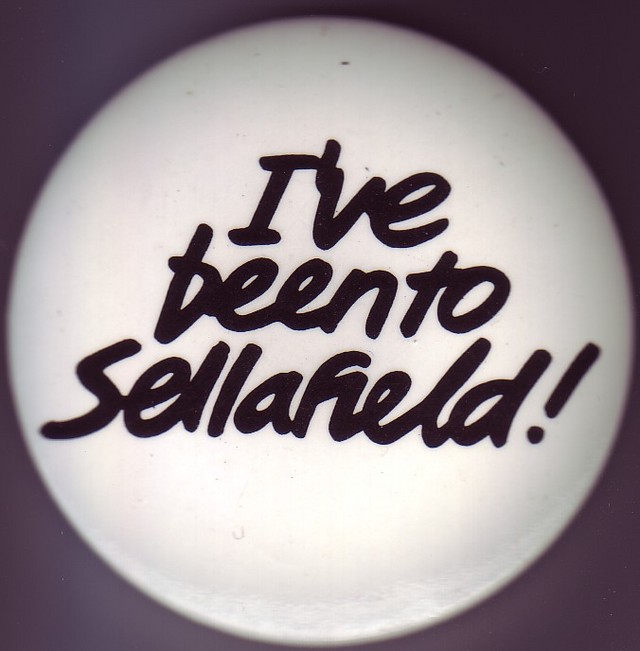 I've
been to
Sellafield!